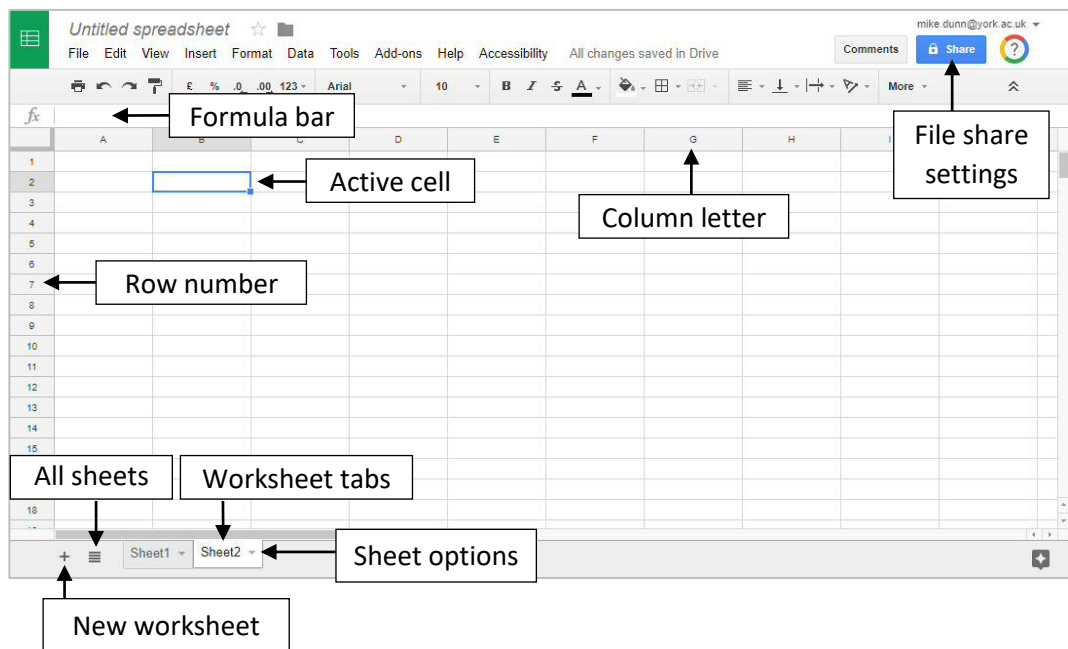 Untitled spreadsheet
mike.dunn@york.ac.uk
File Edit View Insert Format Data Tools Add-ons Help Accessibility All changes saved in Drive
Comments Share ?
£ % .0_ .00_ 123 Arial 10 B I S A More
fx
Formula bar
File share
settings
A B C D E F G H I
1
2
Active cell
3
Column letter
4
5
6
Row number
7
8
9
10
11
12
13
14
15
All sheets
Worksheet tabs
18
+ Sheet1 Sheet2
Sheet options
New worksheet